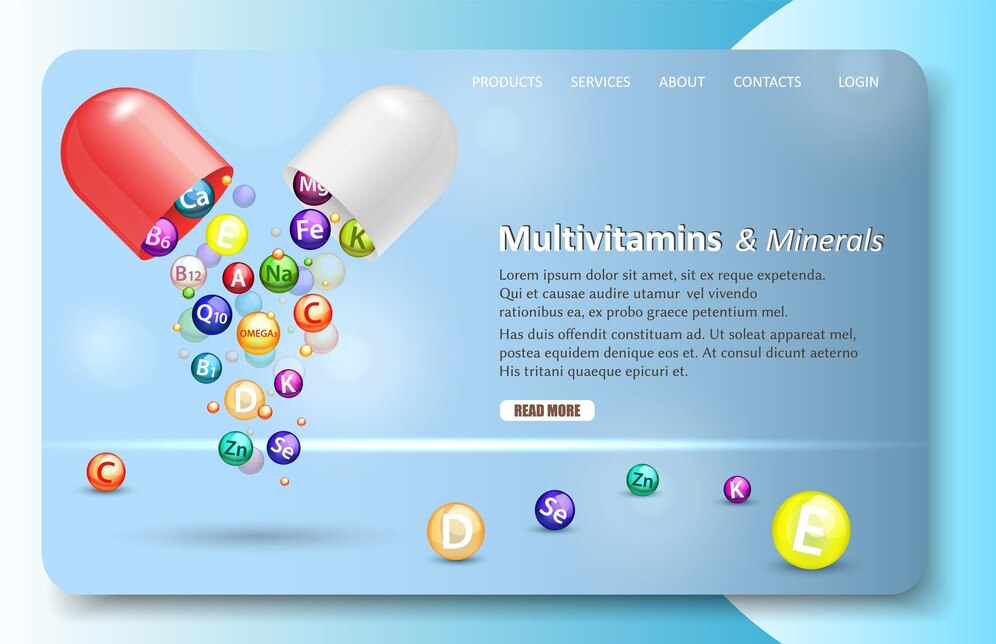 PRODUCTS SERVICES ABOUT CONTACTS LOGIN
Multivitamins & Minerals
Lorem ipsum dolor sit amet, sit ex reque expetenda.
Qui et causae audire utamur vel vivendo
rationibus ea, ex probo graece petentium mel.
Has duis offendit constituam ad. Ut soleat appareat mel,
postea equidem denique eos et. At consul dicunt aeterno
His tritani quaeque epicuri et.
READ MORE
Ca
Mg
B6
E
Fe
K
B12
A
Na
Q10
C
OMEGA3
B1
K
D
Zn
Se
C
D
Se
Zn
K
E